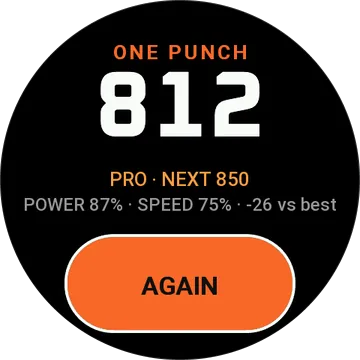 ONE PUNCH
812
PRO · NEXT 850
POWER 87% · SPEED 75% · -26 vs best
AGAIN